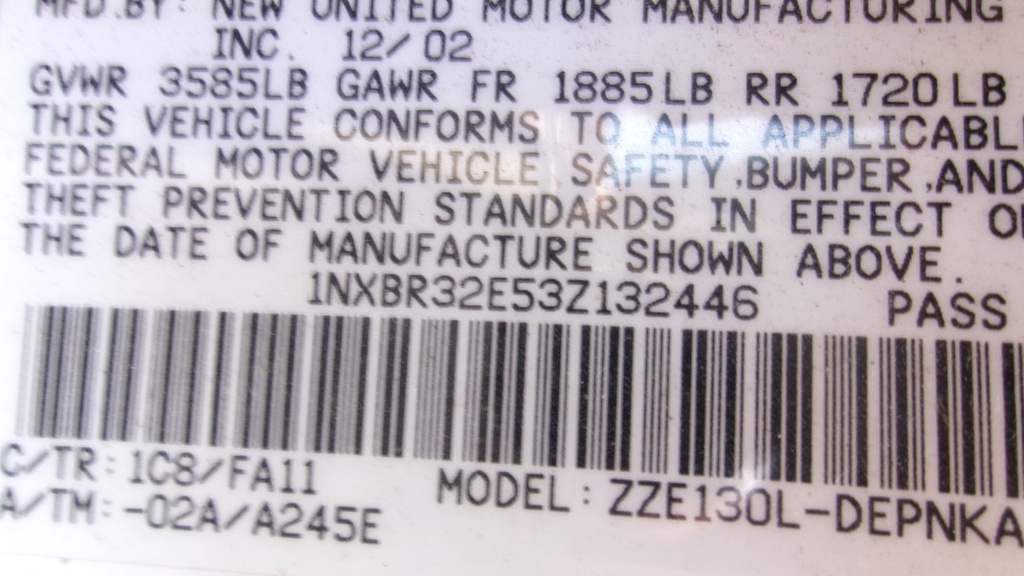 MFD.BY: NEW UNITED MOTOR MANUFACTURING
INC. 12/02
GVWR 3585LB GAWR FR 1885LB RR 1720LB
THIS VEHICLE CONFORMS TO ALL APPLICABL
FEDERAL MOTOR VEHICLE SAFETY,BUMPER,AND
THEFT PREVENTION STANDARDS IN EFFECT O
THE DATE OF MANUFACTURE SHOWN ABOVE.
1NXBR32E53Z132446 PASS
C/TR: 1C8/FA11 MODEL: ZZE130L-DEPNKA
A/TM:-02A/A245E